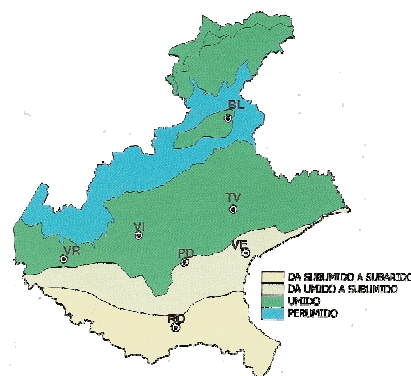 BL
TV
VI
VR
PD
VE
RO
DA SUBUMIDO A SUBARIDO
DA UMIDO A SUBUMIDO
UMIDO
PERUMIDO